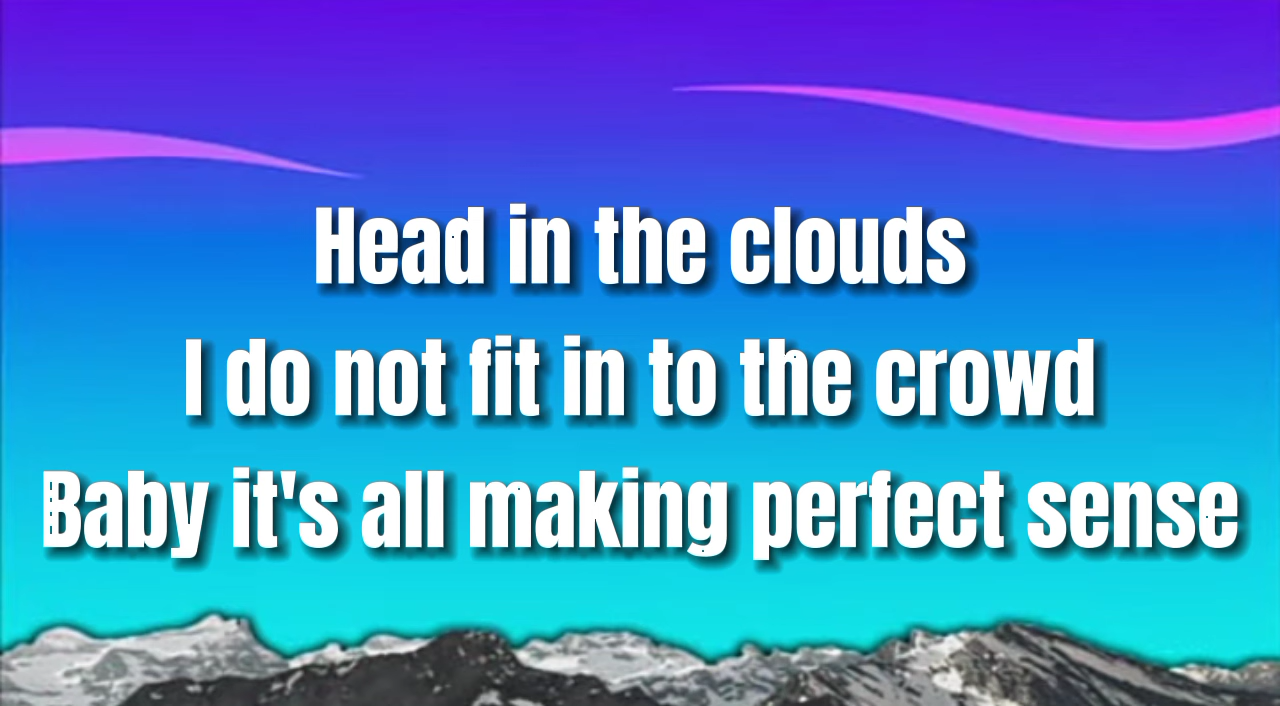 Head in the clouds
I do not fit in to the crowd
Baby it's all making perfect sense